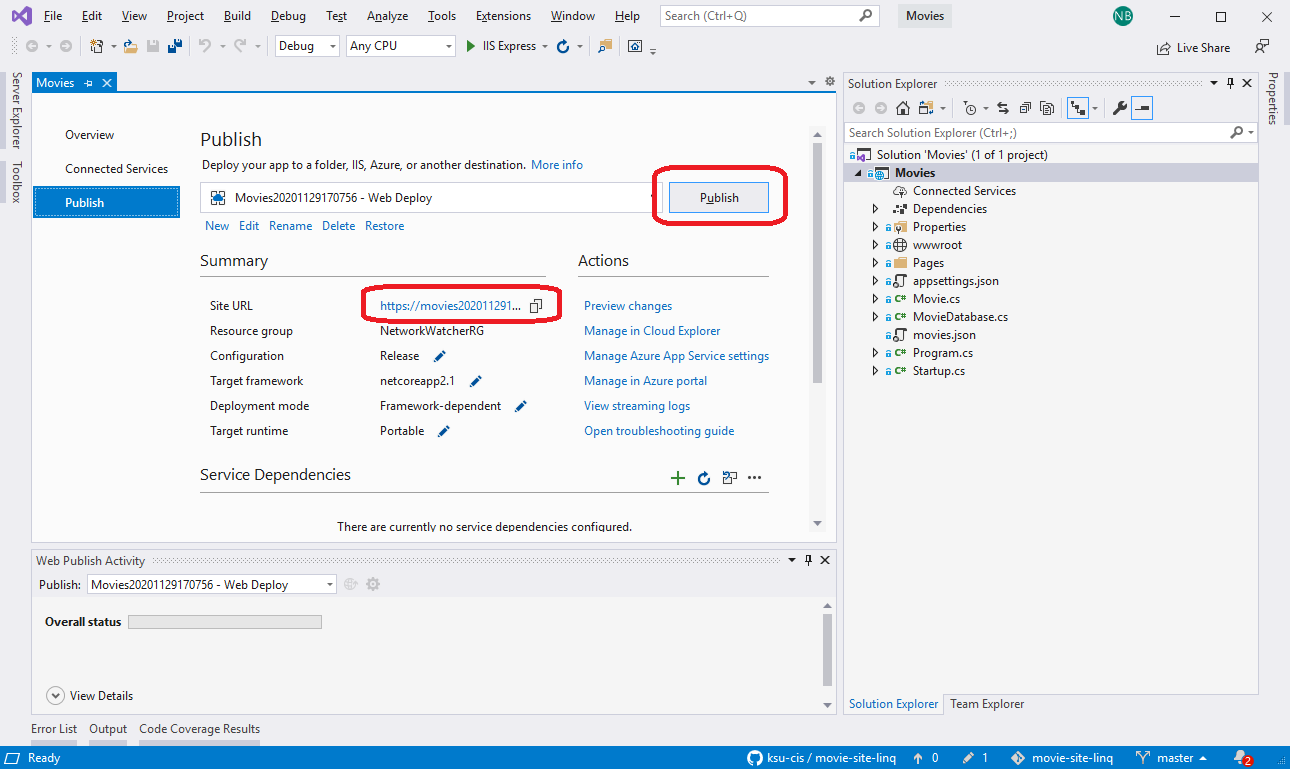 File Edit View Project Build Debug Test Analyze Tools Extensions Window Help Search (Ctrl+Q) Movies NB
Debug Any CPU IIS Express Live Share
Server Explorer
Toolbox
Movies
Overview
Connected Services
Publish
Publish
Deploy your app to a folder, IIS, Azure, or another destination. More info
Movies20201129170756 - Web Deploy Publish
New Edit Rename Delete Restore
Summary
Site URL https://movies202011291...
Resource group NetworkWatcherRG
Configuration Release
Target framework netcoreapp2.1
Deployment mode Framework-dependent
Target runtime Portable
Actions
Preview changes
Manage in Cloud Explorer
Manage Azure App Service settings
Manage in Azure portal
View streaming logs
Open troubleshooting guide
Service Dependencies
There are currently no service dependencies configured.
Web Publish Activity
Publish: Movies20201129170756 - Web Deploy
Overall status
View Details
Error List Output Code Coverage Results
Solution Explorer
Search Solution Explorer (Ctrl+;)
Solution 'Movies' (1 of 1 project)
Movies
Connected Services
Dependencies
Properties
wwwroot
Pages
appsettings.json
C# Movie.cs
C# MovieDatabase.cs
movies.json
C# Program.cs
C# Startup.cs
Solution Explorer Team Explorer
Properties
Ready ksu-cis / movie-site-linq 0 1 movie-site-linq master 2